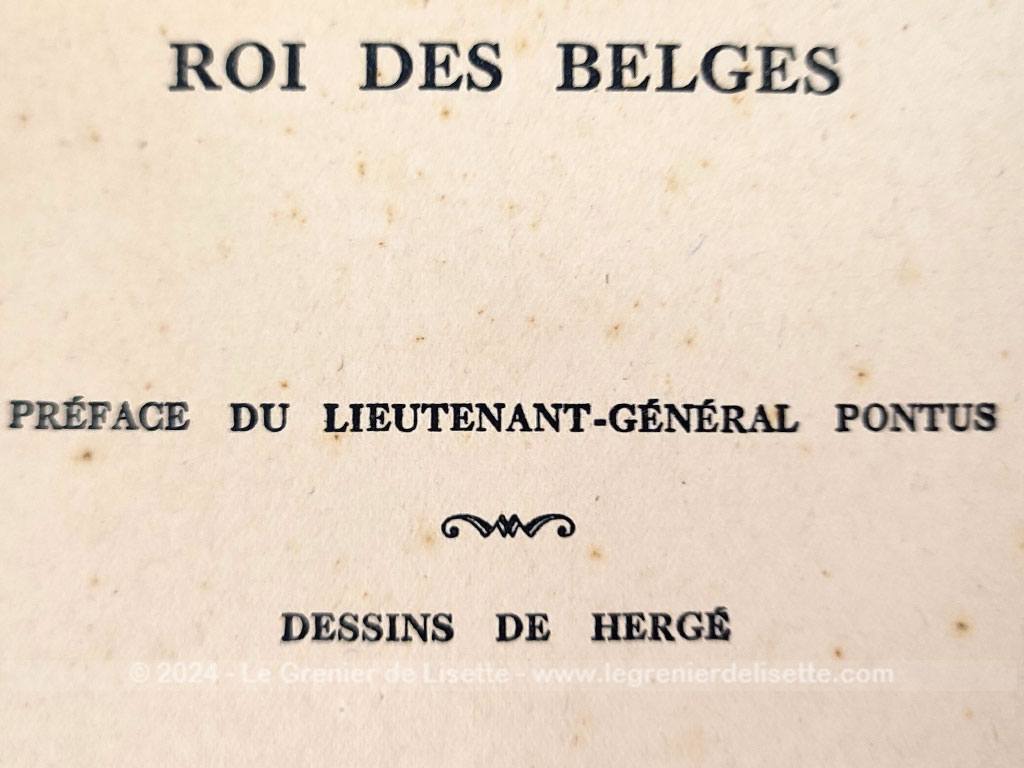 ROI DES BELGES
PRÉFACE DU LIEUTENANT-GÉNÉRAL PONTUS
DESSINS DE HERGÉ
© 2024 - Le Grenier de Lisette - www.legrenierdelisette.com